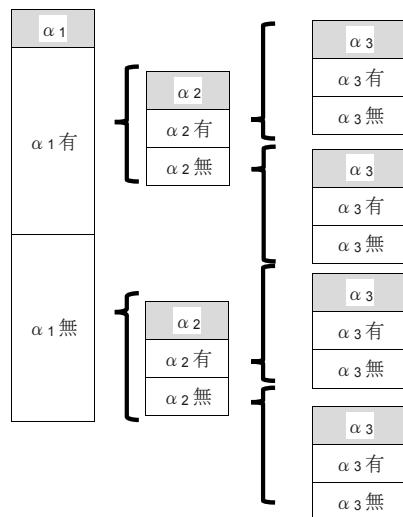 α1
α1有
α1無
α2
α2有
α2無
α2
α2有
α2無
α3
α3有
α3無
α3
α3有
α3無
α3
α3有
α3無
α3
α3有
α3無